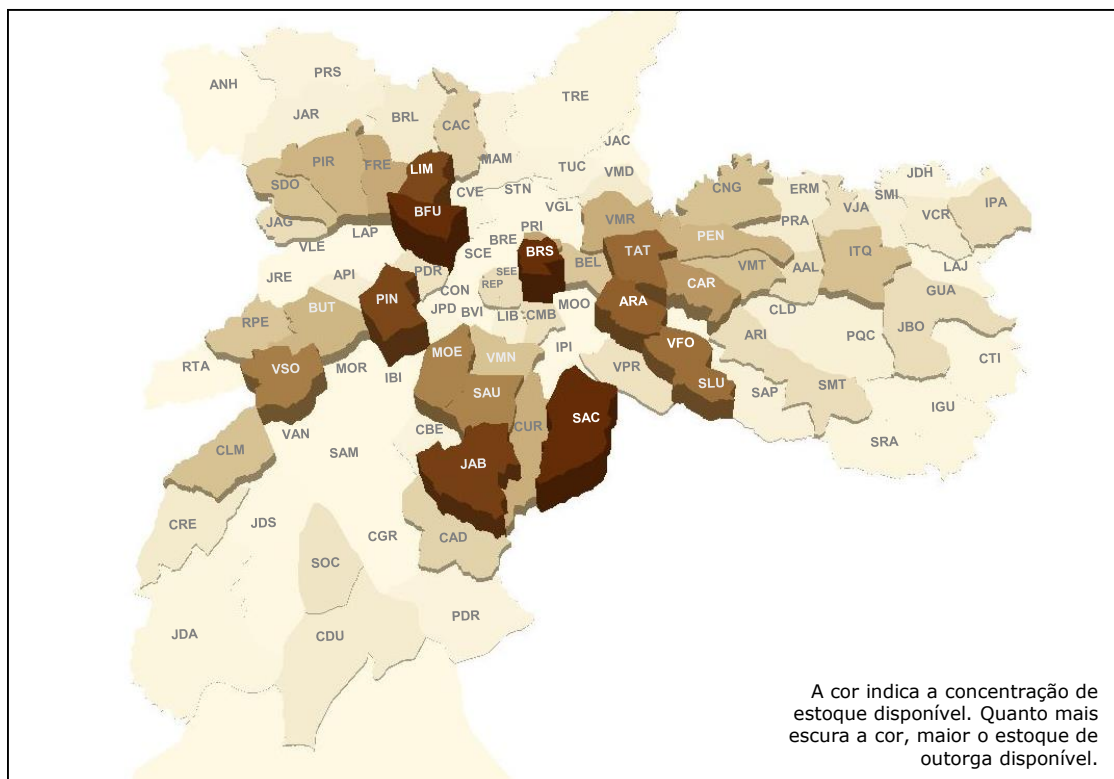 PRS
ANH
TRE
BRL
JAR
CAC
JAC
MAM
PIR
FRE
LIM
TUC
VMD
JDH
SDO
CVE
STN
CNG
ERM
SMI
IPA
VJA
VCR
JAG
BFU
VGL
VMR
PRA
PRI
LAP
VLE
BRE
PEN
SCE
BRS
TAT
ITQ
JRE
API
PDR
SEE
BEL
VMT
AAL
LAJ
REP
CAR
CON
GUA
PIN
JPD
BVI
LIB
CMB
MOO
ARA
CLD
BUT
RPE
ARI
PQC
JBO
MOE
VMN
IPI
VFO
CTI
RTA
VSO
MOR
IBI
VPR
SLU
SMT
SAP
SAU
IGU
SAC
VAN
CBE
CUR
SRA
CLM
SAM
JAB
CRE
JDS
CGR
CAD
SOC
PDR
JDA
CDU
A cor indica a concentração de
estoque disponível. Quanto mais
escura a cor, maior o estoque de
outorga disponível.